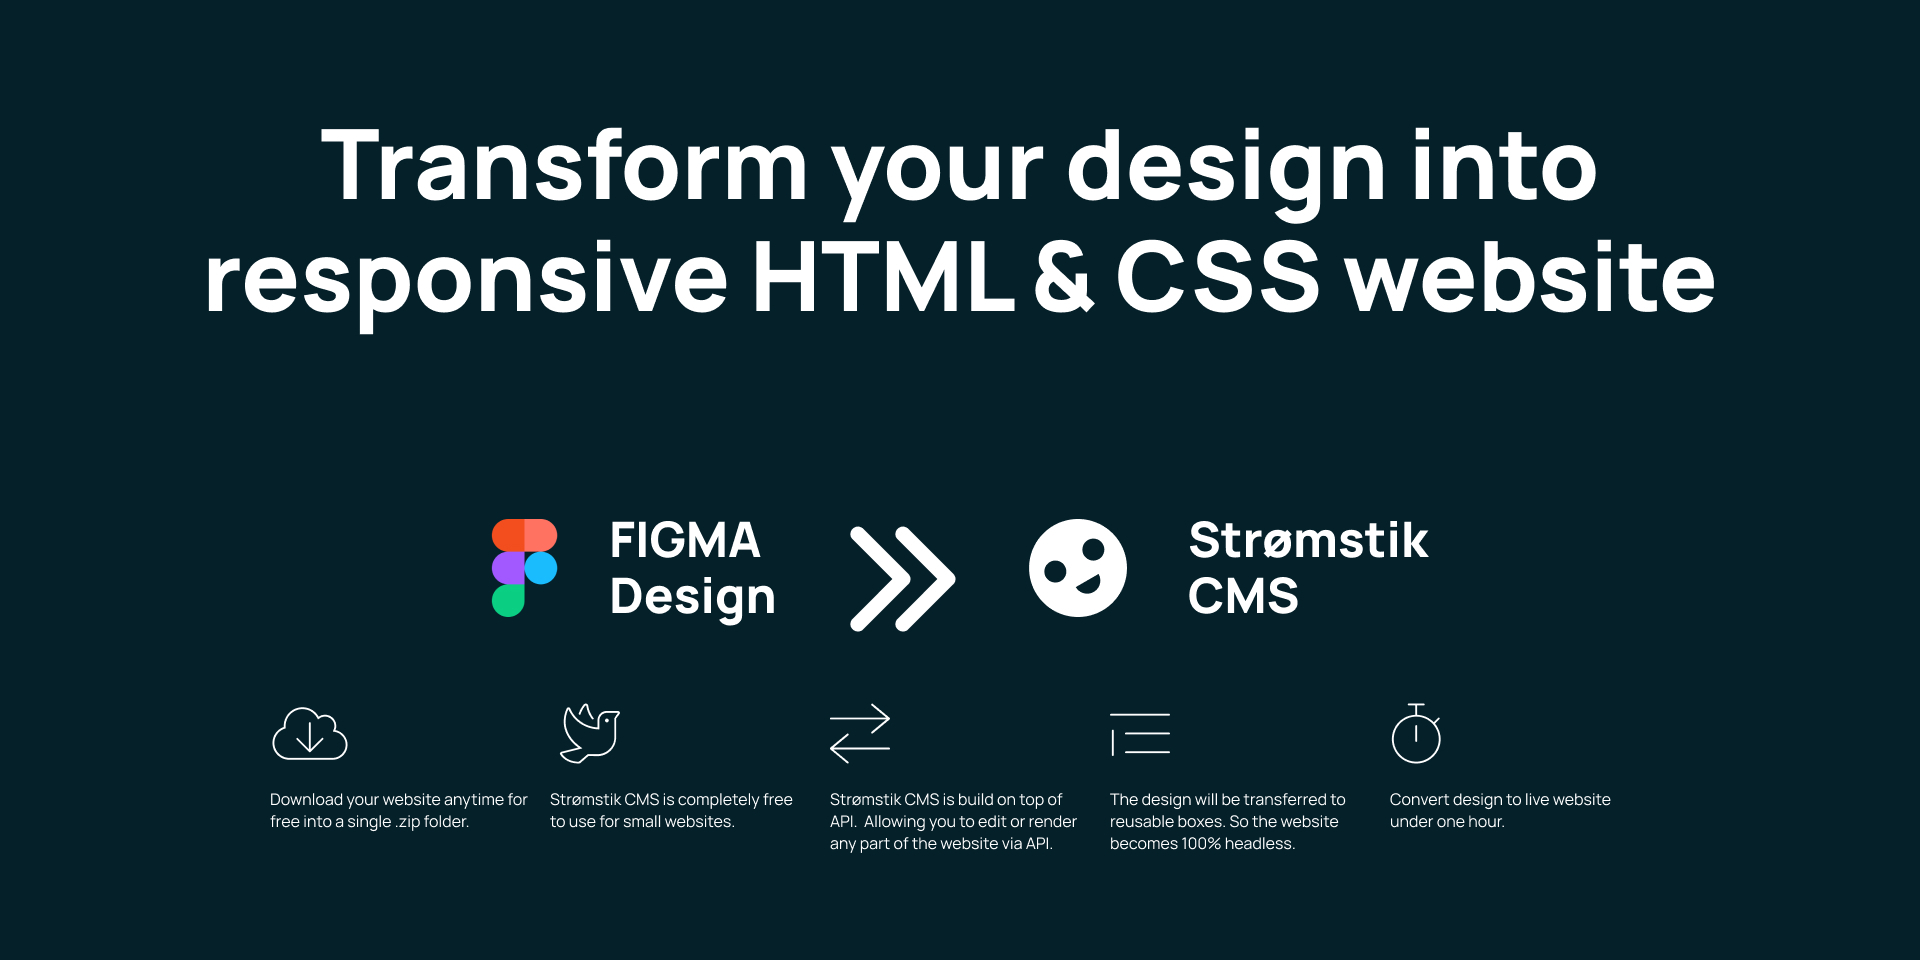 Transform your design into
responsive HTML & CSS website
FIGMA
Design
Strømstik
CMS
Download your website anytime for
free into a single .zip folder.
Strømstik CMS is completely free
to use for small websites.
Strømstik CMS is build on top of
API.  Allowing you to edit or render
any part of the website via API.
The design will be transferred to
reusable boxes. So the website
becomes 100% headless.
Convert design to live website
under one hour.